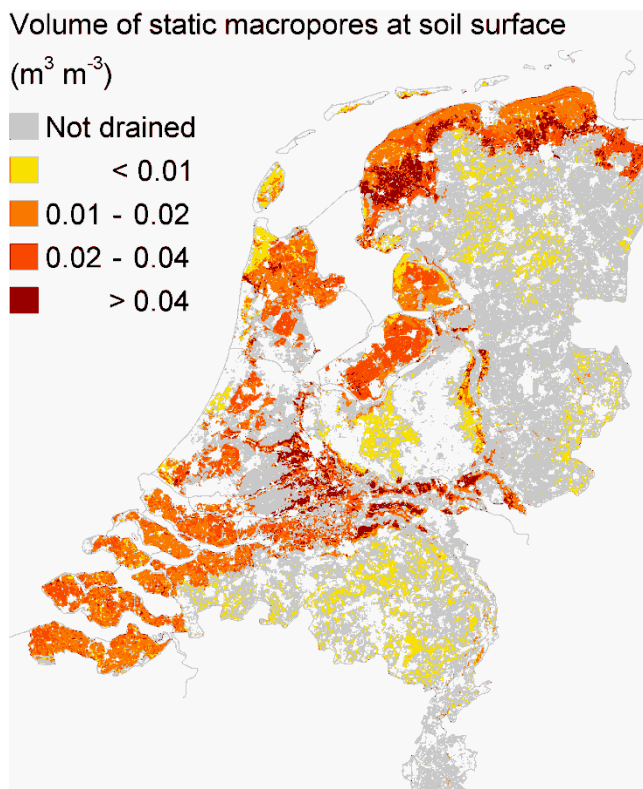 Volume of static macropores at soil surface
(m³ m⁻³)
Not drained
< 0.01
0.01 - 0.02
0.02 - 0.04
> 0.04